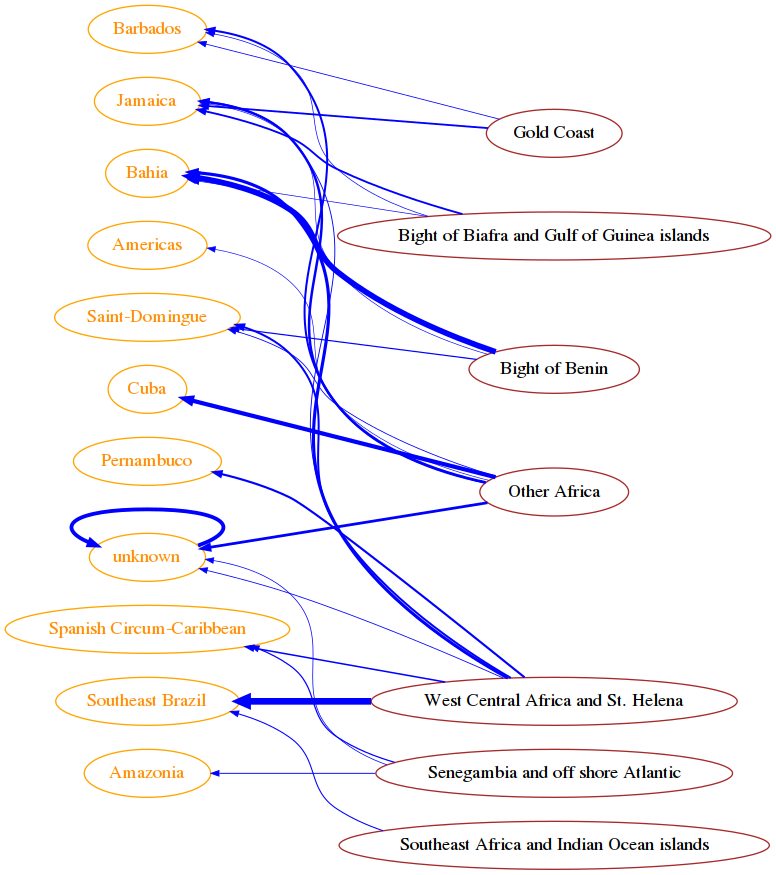 Barbados
Jamaica
Gold Coast
Bahia
Bight of Biafra and Gulf of Guinea islands
Americas
Saint-Domingue
Bight of Benin
Cuba
Pernambuco
Other Africa
unknown
Spanish Circum-Caribbean
Southeast Brazil
West Central Africa and St. Helena
Amazonia
Senegambia and off shore Atlantic
Southeast Africa and Indian Ocean islands